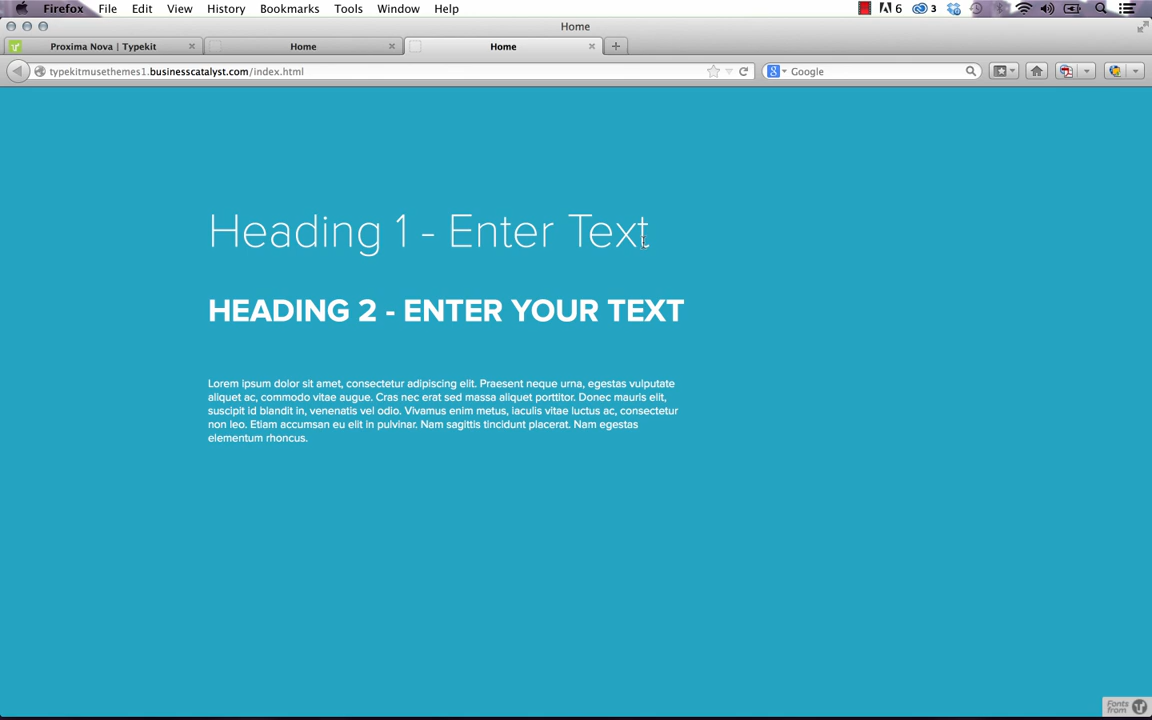 Firefox File Edit View History Bookmarks Tools Window Help 6 3
Home
Proxima Nova | Typekit Home Home
typekitmusethemes1.businesscatalyst.com/index.html Google
Heading 1 - Enter Text
HEADING 2 - ENTER YOUR TEXT
Lorem ipsum dolor sit amet, consectetur adipiscing elit. Praesent neque urna, egestas vulputate
aliquet ac, commodo vitae augue. Cras nec erat sed massa aliquet porttitor. Donec mauris elit,
suscipit id blandit in, venenatis vel odio. Vivamus enim metus, iaculis vitae luctus ac, consectetur
non leo. Etiam accumsan eu elit in pulvinar. Nam sagittis tincidunt placerat. Nam egestas
elementum rhoncus.
Fonts
from